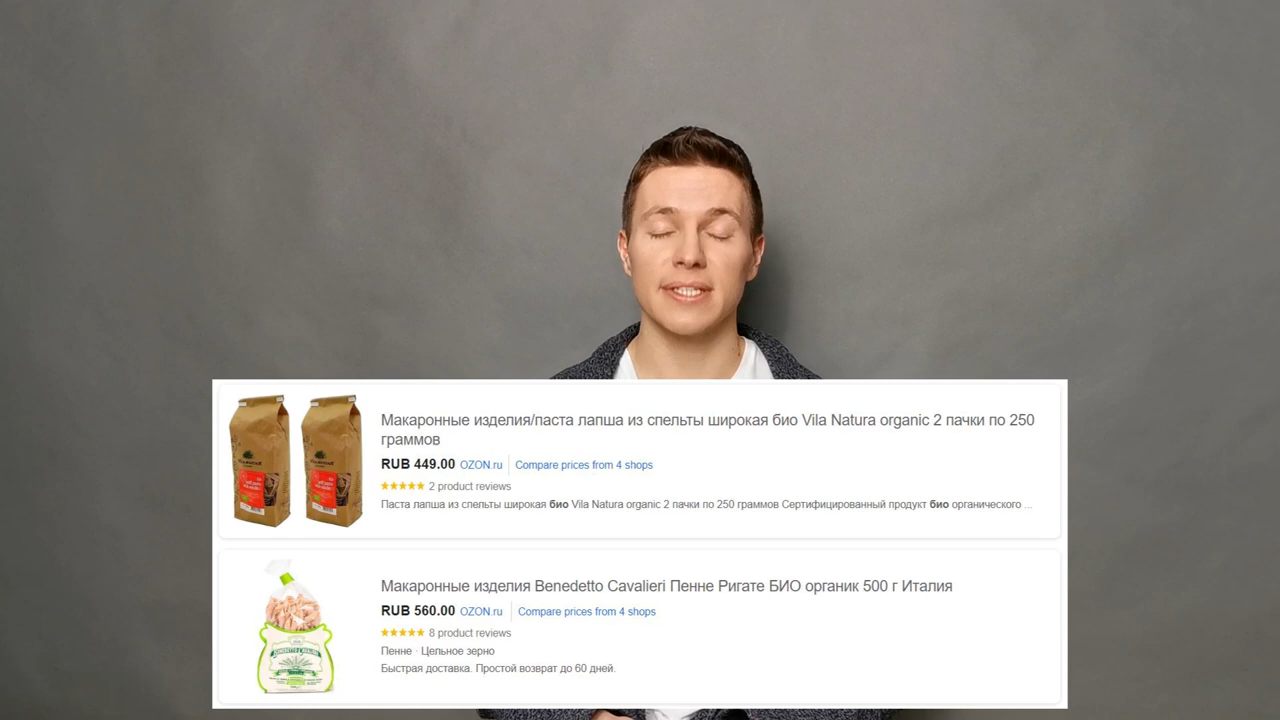 Макаронные изделия/паста лапша из спельты широкая био Vila Natura organic 2 пачки по 250
граммов
RUB 449.00 OZON.ru Compare prices from 4 shops
2 product reviews
Паста лапша из спельты широкая био Vila Natura organic 2 пачки по 250 граммов Сертифицированный продукт био органического ...
Макаронные изделия Benedetto Cavalieri Пенне Ригате БИО органик 500 г Италия
RUB 560.00 OZON.ru Compare prices from 4 shops
8 product reviews
Пенне · Цельное зерно
Быстрая доставка. Простой возврат до 60 дней.